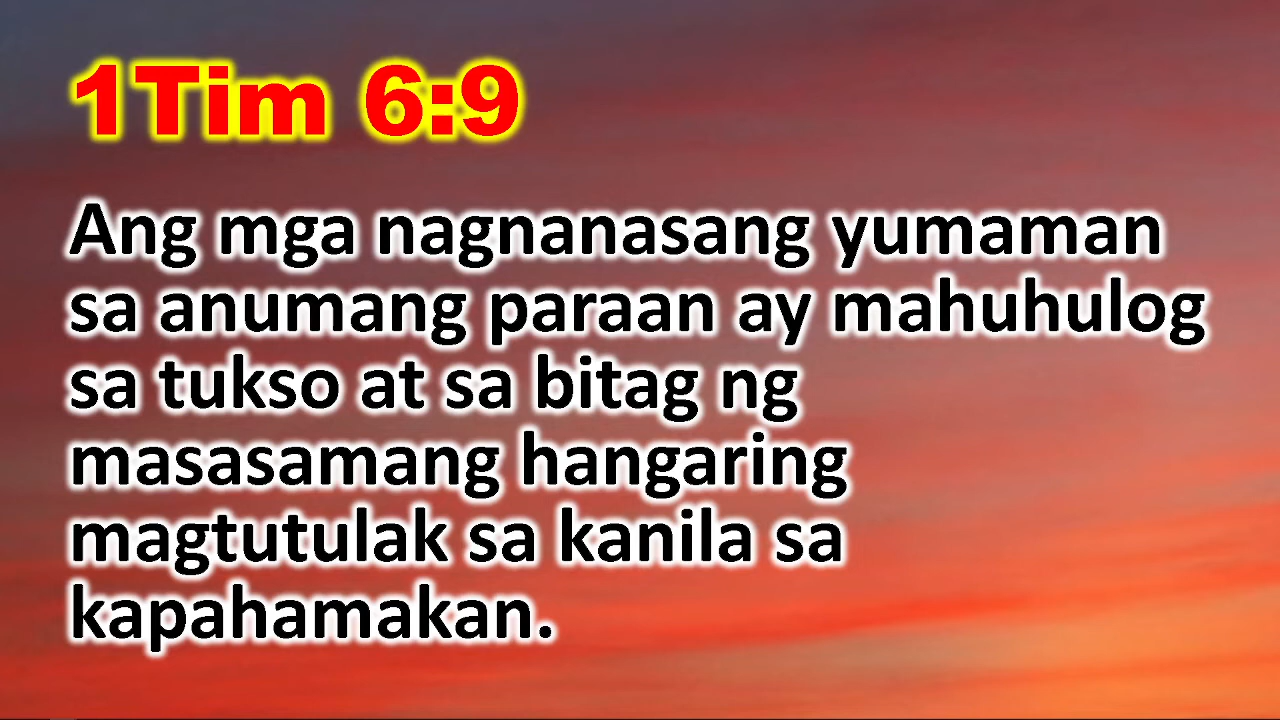 1Tim 6:9
Ang mga nagnanasang yumaman
sa anumang paraan ay mahuhulog
sa tukso at sa bitag ng
masasamang hangaring
magtutulak sa kanila sa
kapahamakan.